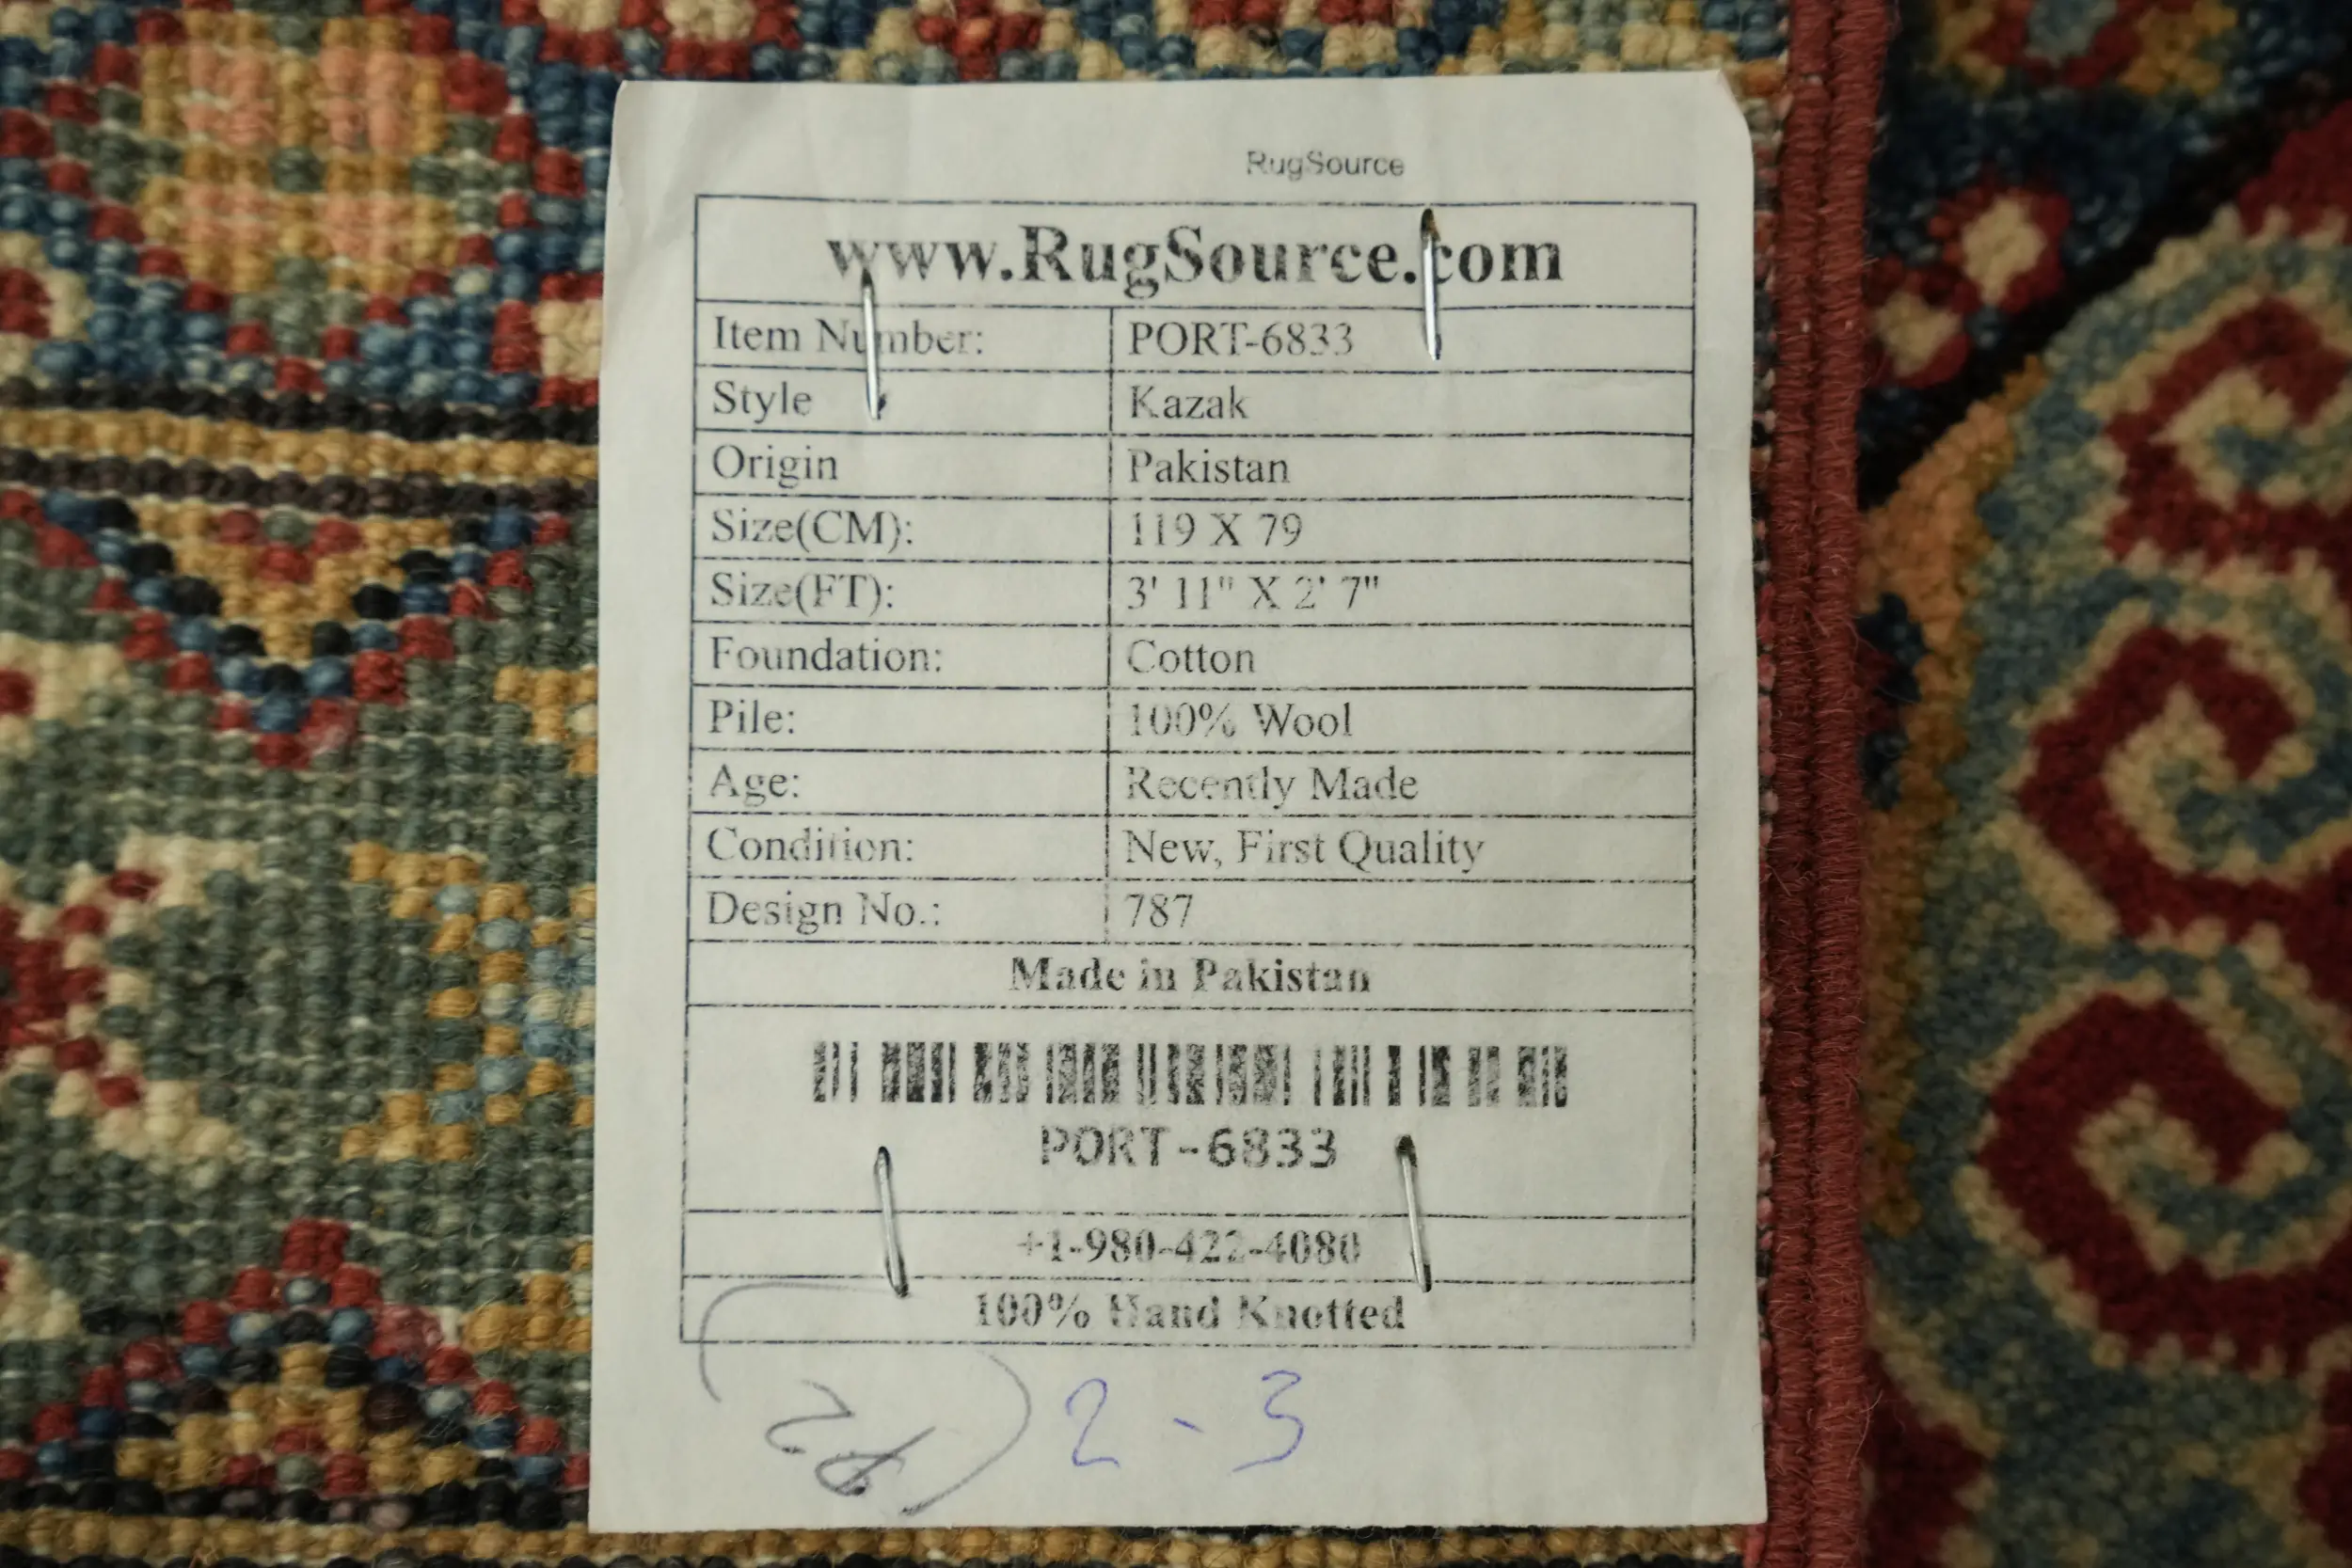 RugSource
www.RugSource.com
Item Number: PORT-6833
Style Kazak
Origin Pakistan
Size(CM): 119 X 79
Size(FT): 3' 11" X 2' 7"
Foundation: Cotton
Pile: 100% Wool
Age: Recently Made
Condition: New, First Quality
Design No.: 787
Made in Pakistan
PORT-6833
+1-980-422-4080
100% Hand Knotted
2-3